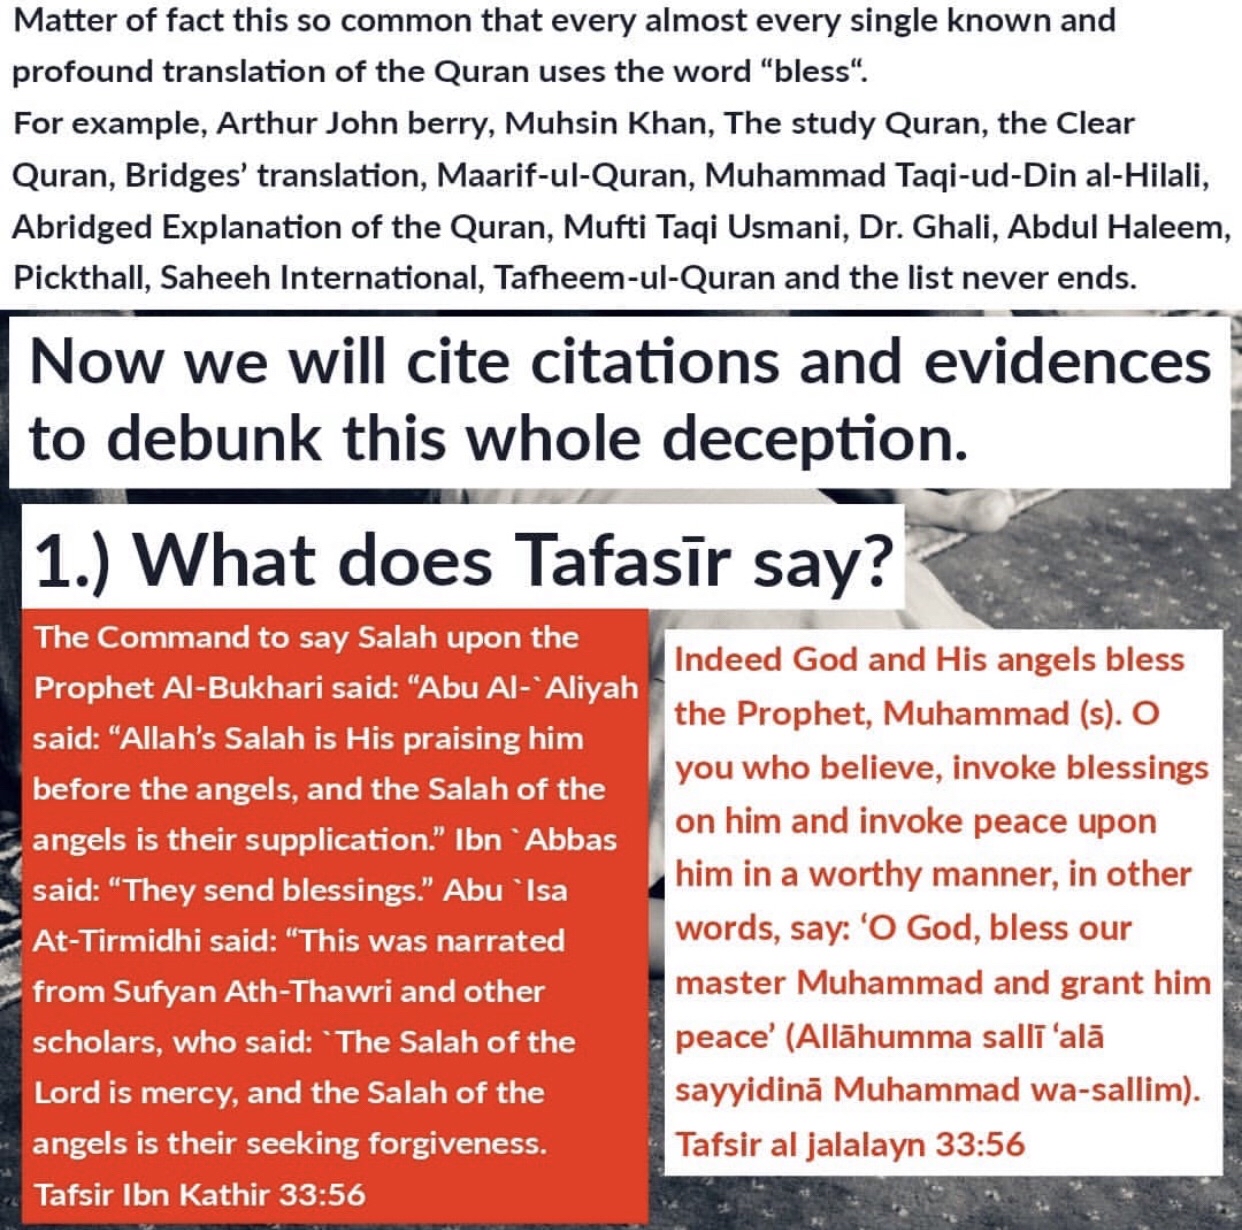 Matter of fact this so common that every almost every single known and
profound translation of the Quran uses the word “bless“.
For example, Arthur John berry, Muhsin Khan, The study Quran, the Clear
Quran, Bridges’ translation, Maarif-ul-Quran, Muhammad Taqi-ud-Din al-Hilali,
Abridged Explanation of the Quran, Mufti Taqi Usmani, Dr. Ghali, Abdul Haleem,
Pickthall, Saheeh International, Tafheem-ul-Quran and the list never ends.
Now we will cite citations and evidences
to debunk this whole deception.
1.) What does Tafasīr say?
The Command to say Salah upon the
Prophet Al-Bukhari said: “Abu Al-`Aliyah
said: “Allah’s Salah is His praising him
before the angels, and the Salah of the
angels is their supplication.” Ibn `Abbas
said: “They send blessings.” Abu `Isa
At-Tirmidhi said: “This was narrated
from Sufyan Ath-Thawri and other
scholars, who said: `The Salah of the
Lord is mercy, and the Salah of the
angels is their seeking forgiveness.
Tafsir Ibn Kathir 33:56
Indeed God and His angels bless
the Prophet, Muhammad (s). O
you who believe, invoke blessings
on him and invoke peace upon
him in a worthy manner, in other
words, say: ‘O God, bless our
master Muhammad and grant him
peace’ (Allāhumma sallī ‘alā
sayyidinā Muhammad wa-sallim).
Tafsir al jalalayn 33:56